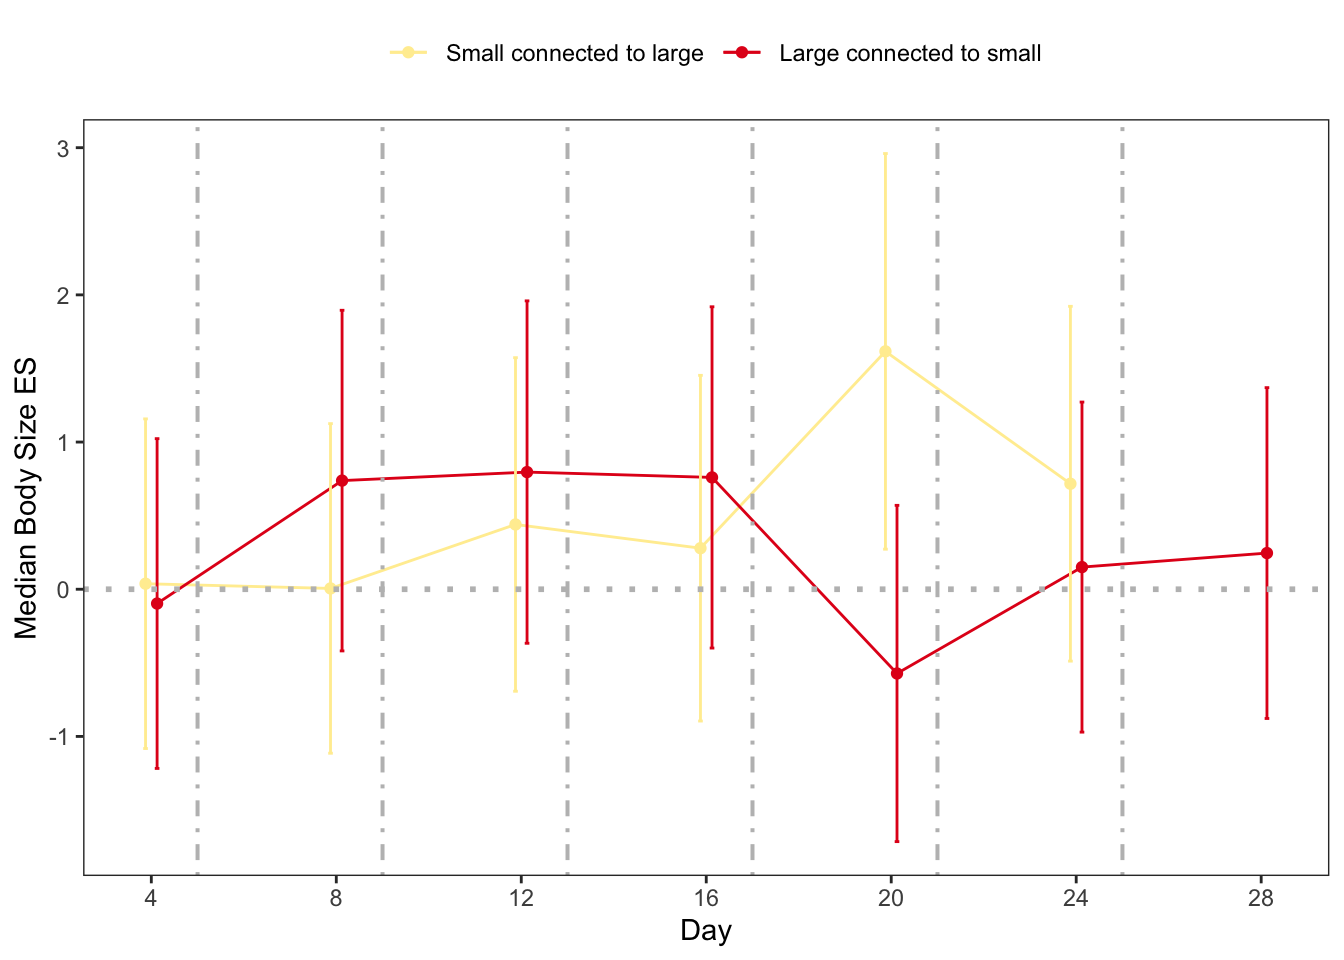 Small connected to large Large connected to small
3
2
1
0
-1
Median Body Size ES
4 8 12 16 20 24 28
Day